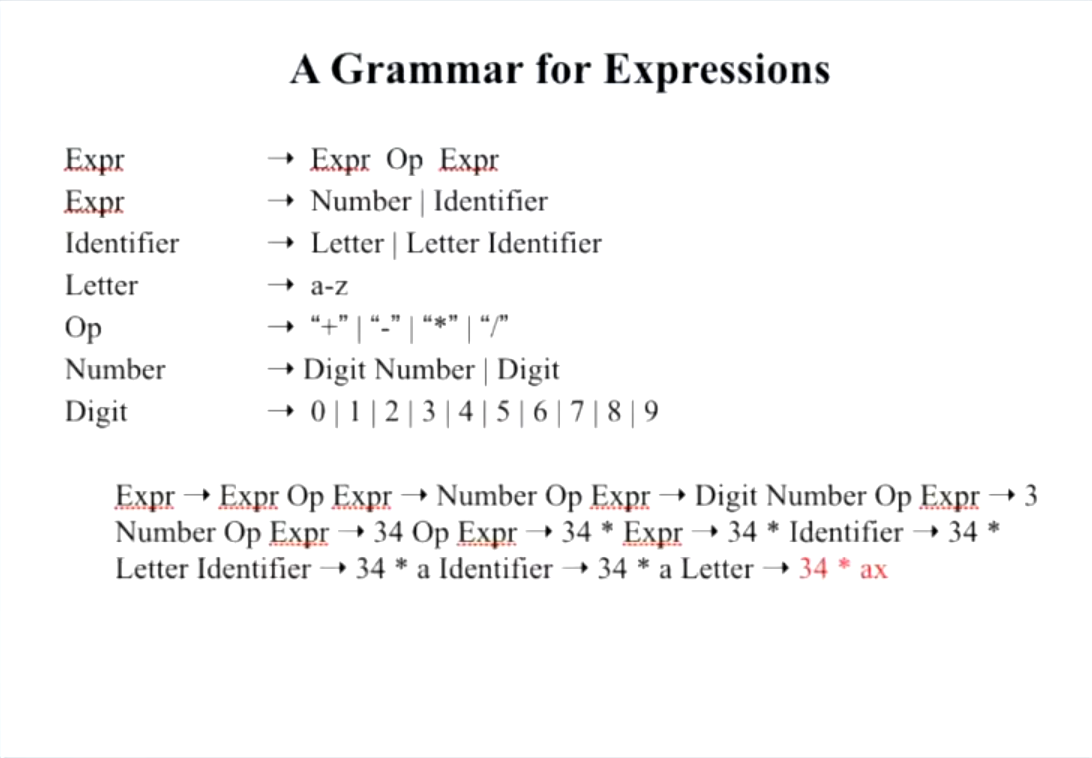 A Grammar for Expressions
Expr → Expr Op Expr
Expr → Number | Identifier
Identifier → Letter | Letter Identifier
Letter → a-z
Op → “+” | “-” | “*” | “/”
Number → Digit Number | Digit
Digit → 0 | 1 | 2 | 3 | 4 | 5 | 6 | 7 | 8 | 9
Expr → Expr Op Expr → Number Op Expr → Digit Number Op Expr → 3
Number Op Expr → 34 Op Expr → 34 * Expr → 34 * Identifier → 34 *
Letter Identifier → 34 * a Identifier → 34 * a Letter → 34 * ax